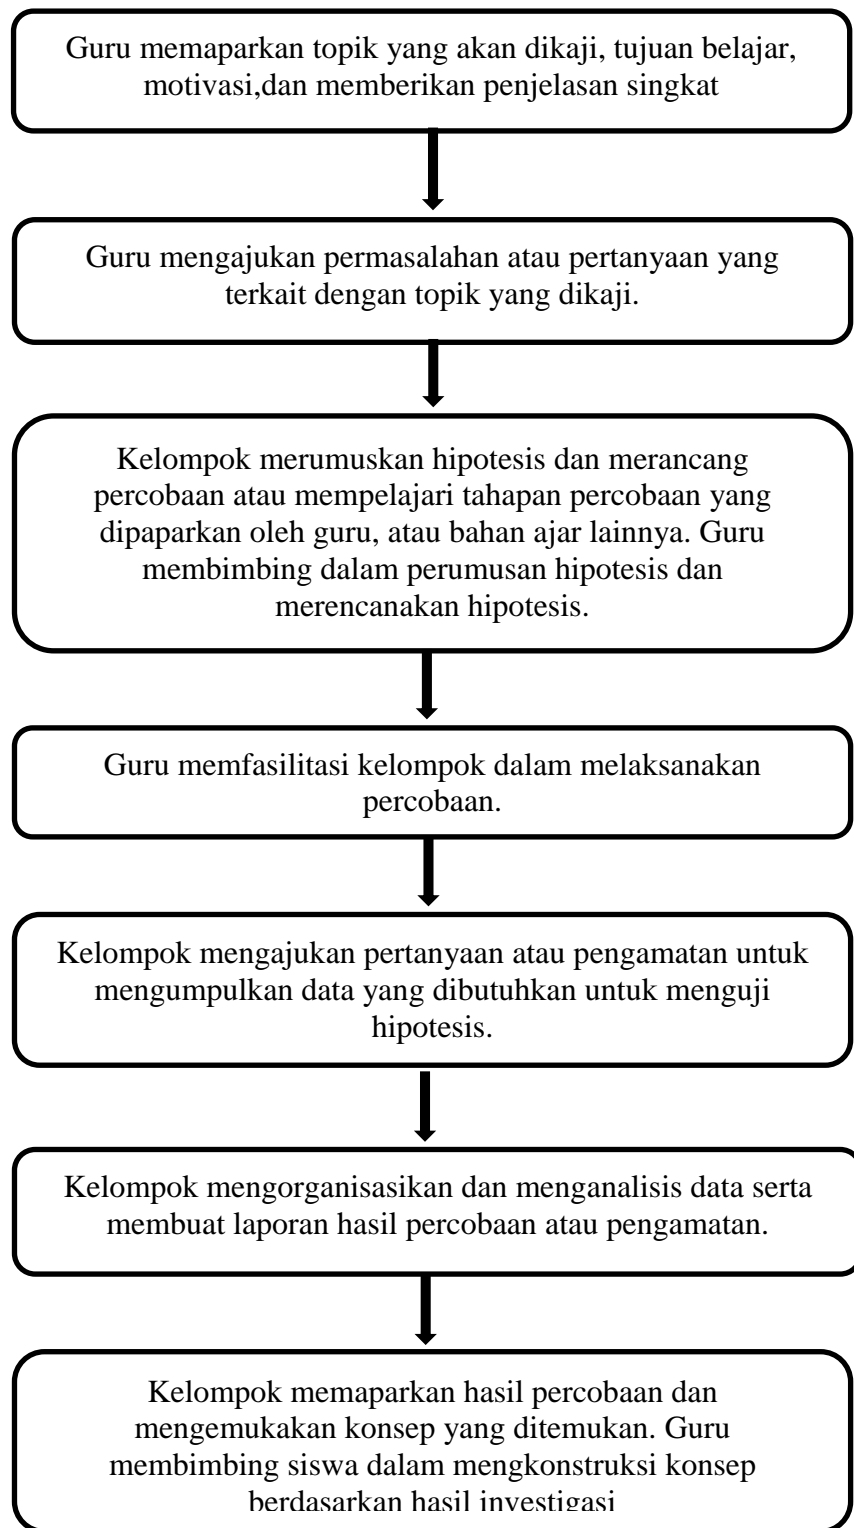 Guru memaparkan topik yang akan dikaji, tujuan belajar,
motivasi,dan memberikan penjelasan singkat
Guru mengajukan permasalahan atau pertanyaan yang
terkait dengan topik yang dikaji.
Kelompok merumuskan hipotesis dan merancang
percobaan atau mempelajari tahapan percobaan yang
dipaparkan oleh guru, atau bahan ajar lainnya. Guru
membimbing dalam perumusan hipotesis dan
merencanakan hipotesis.
Guru memfasilitasi kelompok dalam melaksanakan
percobaan.
Kelompok mengajukan pertanyaan atau pengamatan untuk
mengumpulkan data yang dibutuhkan untuk menguji
hipotesis.
Kelompok mengorganisasikan dan menganalisis data serta
membuat laporan hasil percobaan atau pengamatan.
Kelompok memaparkan hasil percobaan dan
mengemukakan konsep yang ditemukan. Guru
membimbing siswa dalam mengkonstruksi konsep
berdasarkan hasil investigasi